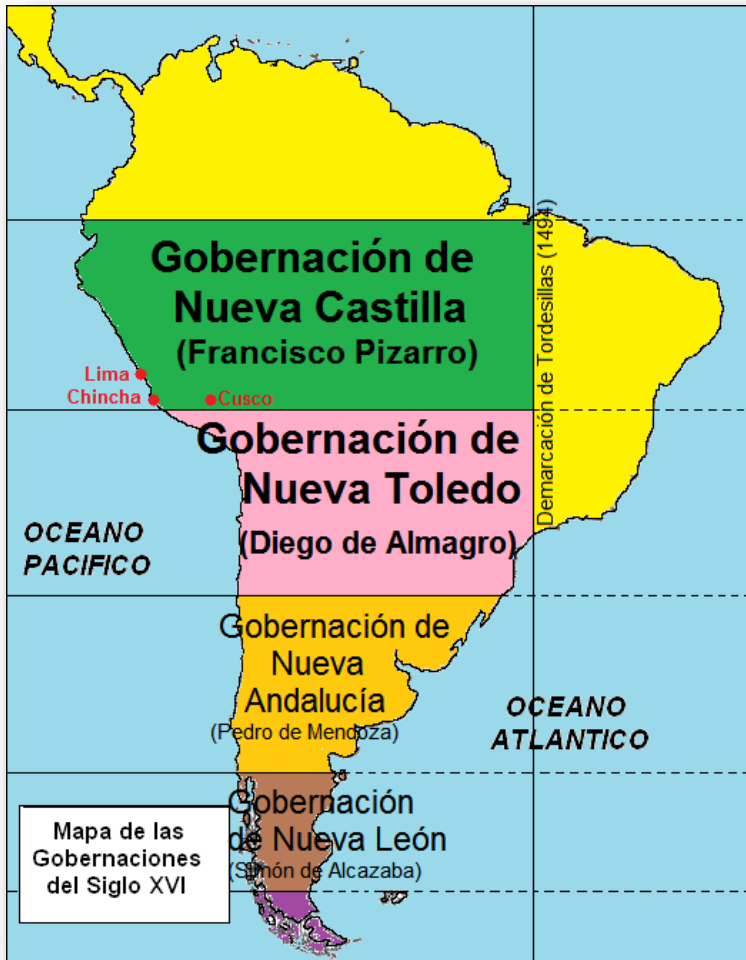 Gobernación de
Nueva Castilla
(Francisco Pizarro)
Demarcación de Tordesillas (1494)
Lima
Chincha
Cusco
Gobernación de
Nueva Toledo
(Diego de Almagro)
OCEANO
PACIFICO
Gobernación de
Nueva
Andalucía
(Pedro de Mendoza)
OCEANO
ATLANTICO
Gobernación
de Nueva León
(Simón de Alcazaba)
Mapa de las
Gobernaciones
del Siglo XVI